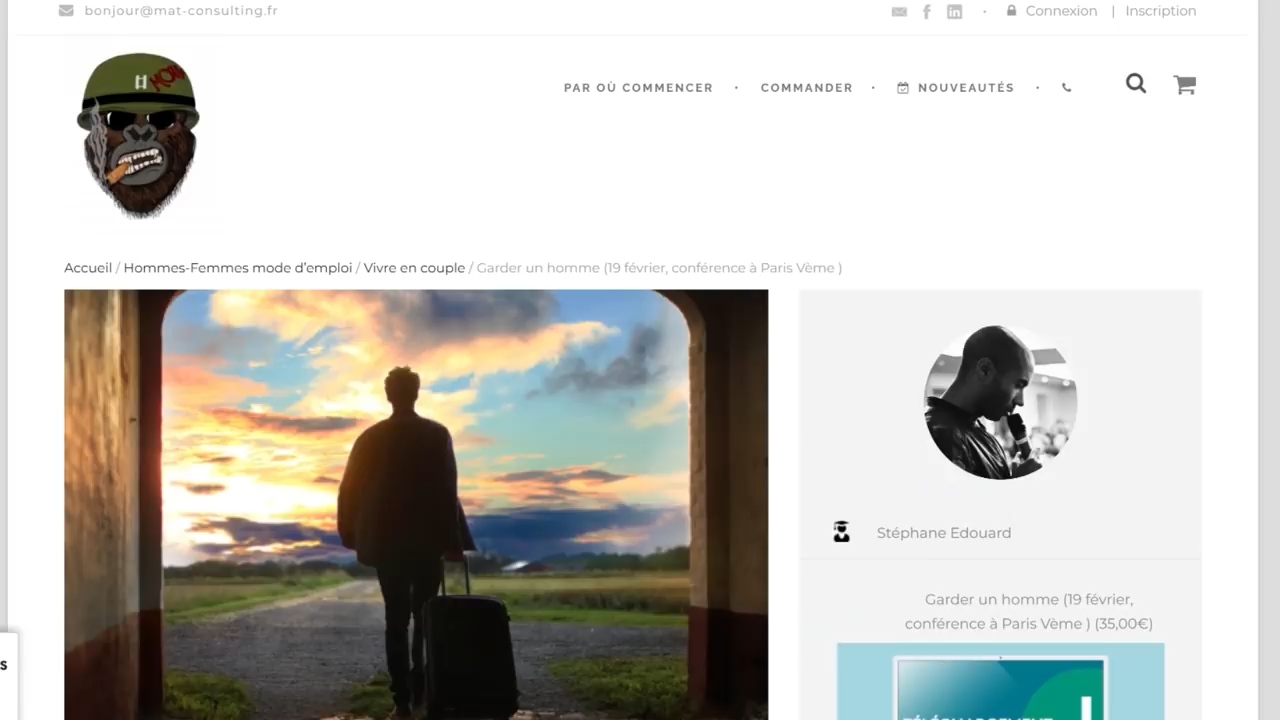 bonjour@mat-consulting.fr
· Connexion | Inscription
PAR OÙ COMMENCER · COMMANDER · NOUVEAUTÉS ·
Accueil / Hommes-Femmes mode d'emploi / Vivre en couple / Garder un homme (19 février, conférence à Paris Vème )
Stéphane Edouard
Garder un homme (19 février,
conférence à Paris Vème ) (35,00€)
s
TÉLÉCHARGEMENT